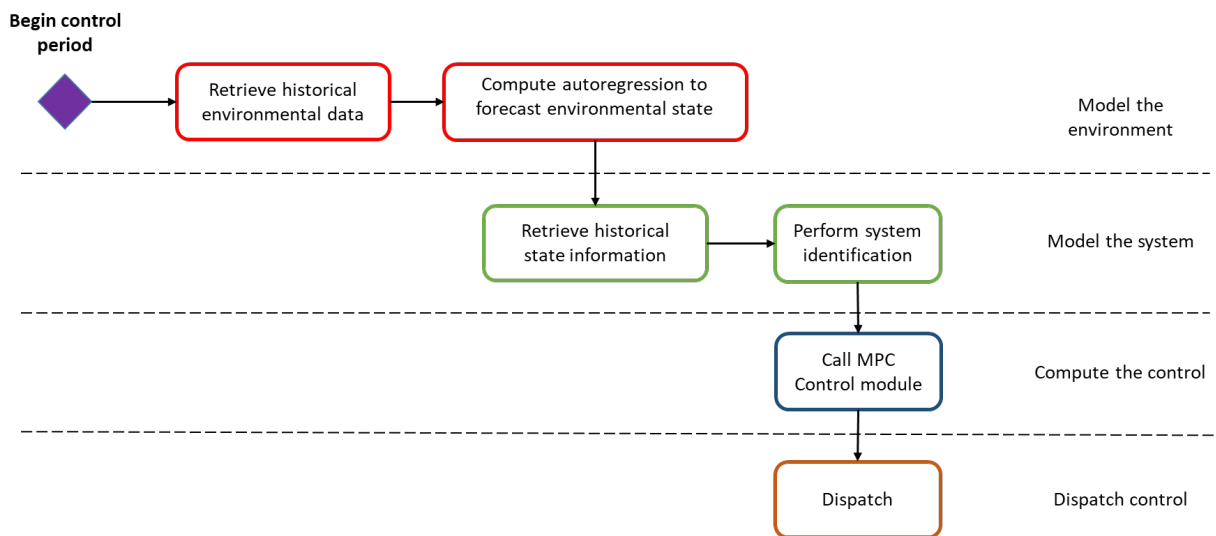 Begin control
period
Retrieve historical
environmental data
Compute autoregression to
forecast environmental state
Model the
environment
Retrieve historical
state information
Perform system
identification
Model the system
Call MPC
Control module
Compute the control
Dispatch
Dispatch control